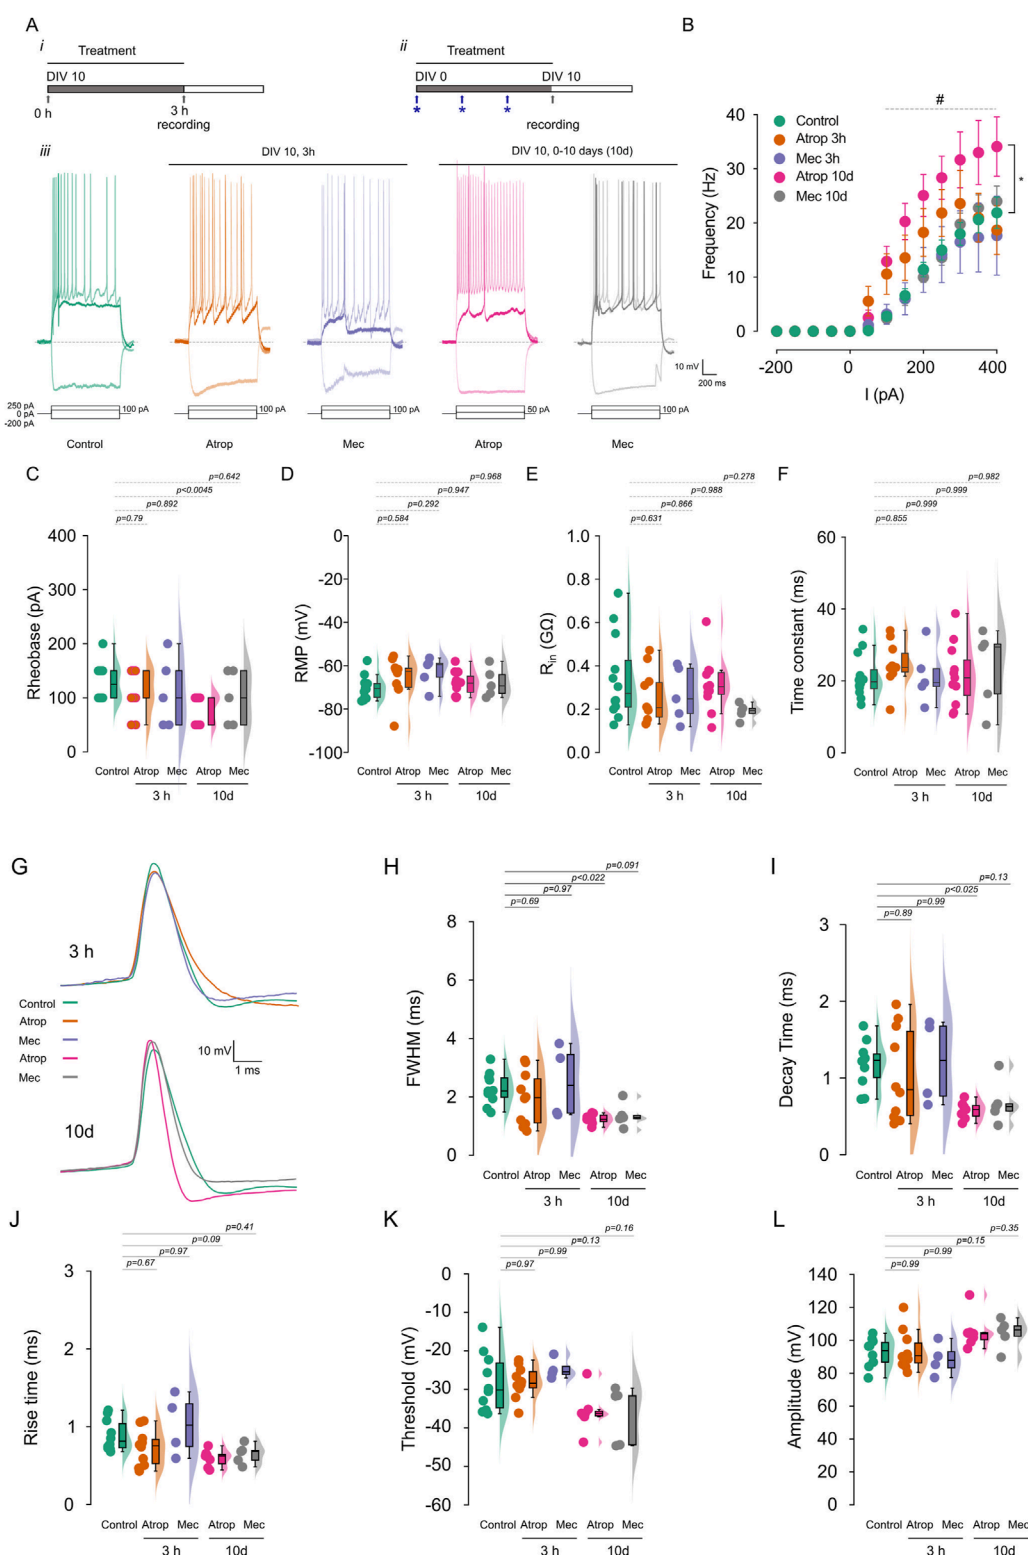 A
i
Treatment
DIV 10
0 h
3 h
recording
ii
Treatment
DIV 0
DIV 10
* * *
recording
iii
DIV 10, 3h
DIV 10, 0-10 days (10d)
10 mV
200 ms
250 pA
0 pA
-200 pA
100 pA
100 pA
100 pA
50 pA
100 pA
Control
Atrop
Mec
Atrop
Mec
B
#
*
Control
Atrop 3h
Mec 3h
Atrop 10d
Mec 10d
Frequency (Hz)
40
30
20
10
0
-200
0
200
400
I (pA)
C
p=0.642
p<0.0045
p=0.892
p=0.79
Rheobase (pA)
400
300
200
100
0
Control Atrop Mec Atrop Mec
3 h 10d
D
p=0.968
p=0.947
p=0.292
p=0.584
RMP (mV)
0
-20
-40
-60
-80
-100
Control Atrop Mec Atrop Mec
3 h 10d
E
p=0.278
p=0.988
p=0.866
p=0.631
Rin (GΩ)
1.0
0.8
0.6
0.4
0.2
0.0
Control Atrop Mec Atrop Mec
3 h 10d
F
p=0.982
p=0.999
p=0.999
p=0.855
Time constant (ms)
60
40
20
0
Control Atrop Mec Atrop Mec
3 h 10d
G
3 h
Control
Atrop
Mec
Atrop
Mec
10 mV
1 ms
10d
H
p=0.091
p<0.022
p=0.97
p=0.69
FWHM (ms)
8
6
4
2
0
Control Atrop Mec Atrop Mec
3 h 10d
I
p=0.13
p<0.025
p=0.99
p=0.89
Decay Time (ms)
3
2
1
0
Control Atrop Mec Atrop Mec
3 h 10d
J
p=0.41
p=0.09
p=0.97
p=0.67
Rise time (ms)
3
2
1
0
Control Atrop Mec Atrop Mec
3 h 10d
K
p=0.16
p=0.13
p=0.99
p=0.97
Threshold (mV)
0
-10
-20
-30
-40
-50
-60
Control Atrop Mec Atrop Mec
3 h 10d
L
p=0.35
p=0.15
p=0.99
p=0.99
Amplitude (mV)
140
120
100
80
60
40
20
0
Control Atrop Mec Atrop Mec
3 h 10d